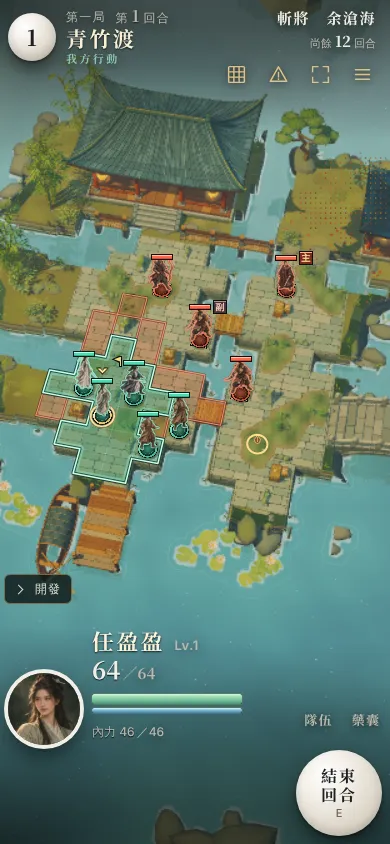 1
第一局 第1回合
青竹渡
我方行動
斬將 余滄海
尚餘 12 回合
主
副
開發
任盈盈 Lv.1
64/64
內力 46/46
隊伍 藥囊
結束
回合
E